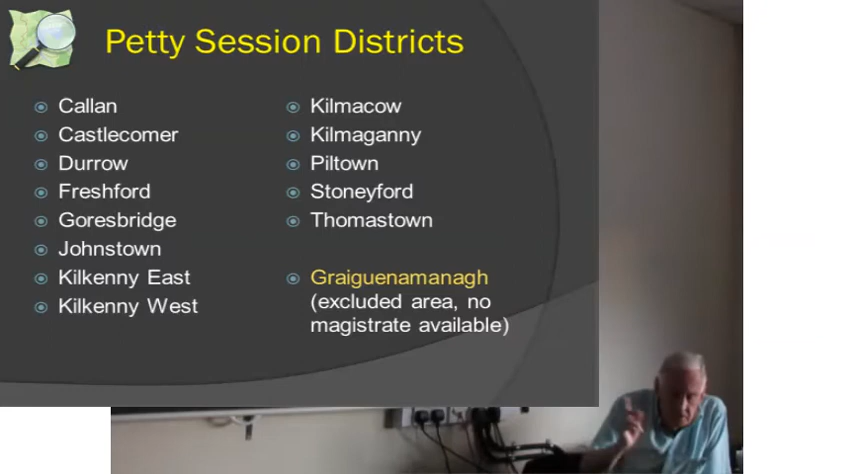 Petty Session Districts
Callan
Castlecomer
Durrow
Freshford
Goresbridge
Johnstown
Kilkenny East
Kilkenny West
Kilmacow
Kilmaganny
Piltown
Stoneyford
Thomastown
Graiguenamanagh
(excluded area, no
magistrate available)